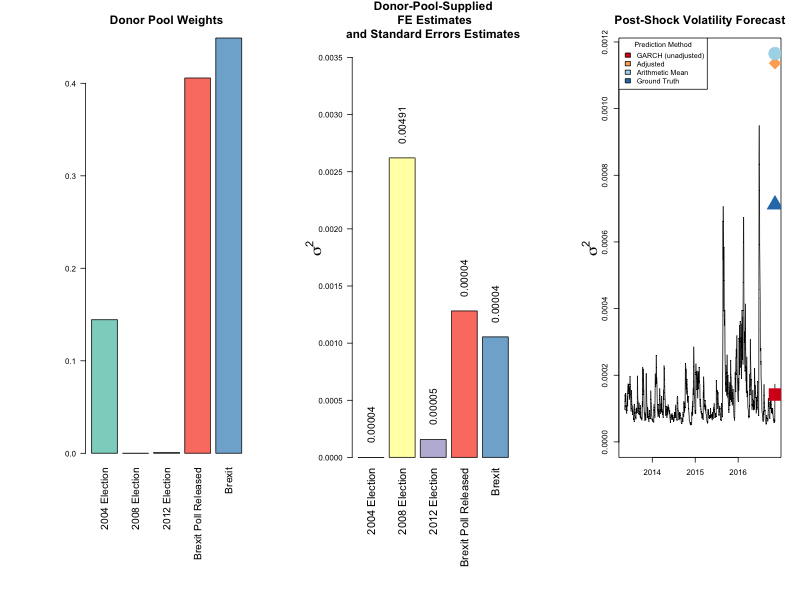 Donor Pool Weights
0.4
0.3
0.2
0.1
0.0
2004 Election
2008 Election
2012 Election
Brexit Poll Released
Brexit
Donor-Pool-Supplied
FE Estimates
and Standard Errors Estimates
σ²
0.0035
0.0030
0.0025
0.0020
0.0015
0.0010
0.0005
0.0000
0.00004
0.00491
0.00005
0.00004
0.00004
2004 Election
2008 Election
2012 Election
Brexit Poll Released
Brexit
Post-Shock Volatility Forecast
σ²
0.0012
0.0010
0.0008
0.0006
0.0004
0.0002
0.0000
Prediction Method
GARCH (unadjusted)
Adjusted
Arithmetic Mean
Ground Truth
2014
2015
2016